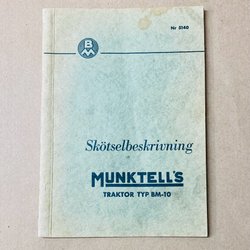 BM
Nr 5140
Skötselbeskrivning
MUNKTELL'S
TRAKTOR TYP BM-10